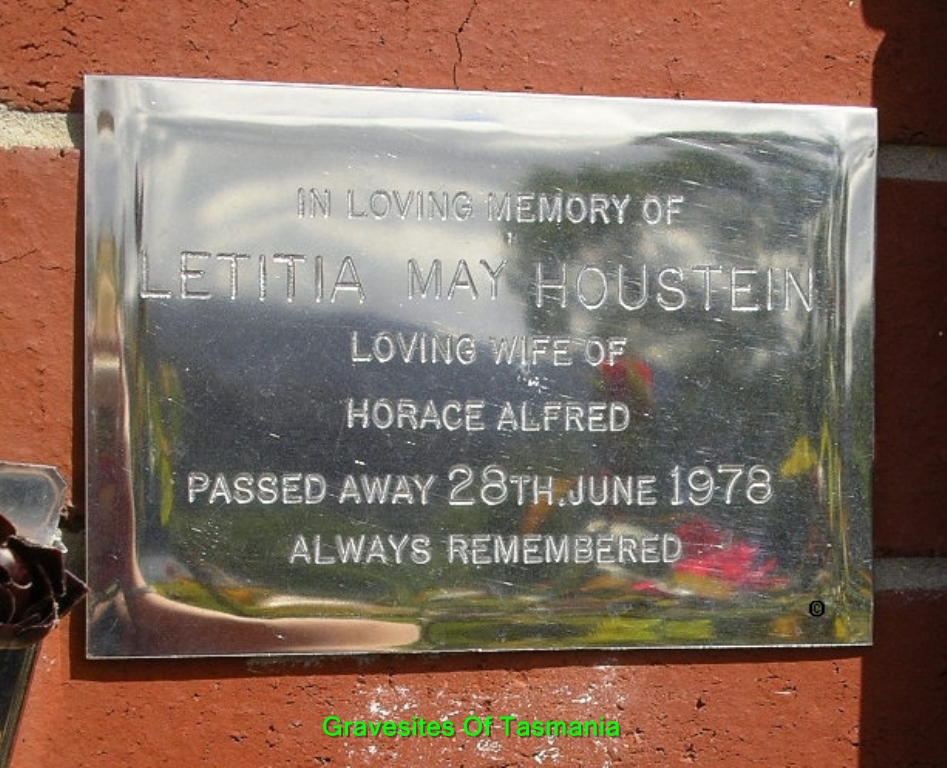 IN LOVING MEMORY OF
LETITIA MAY HOUSTEIN
LOVING WIFE OF
HORACE ALFRED
PASSED AWAY 28TH.JUNE 1978
ALWAYS REMEMBERED
©
Gravesites Of Tasmania